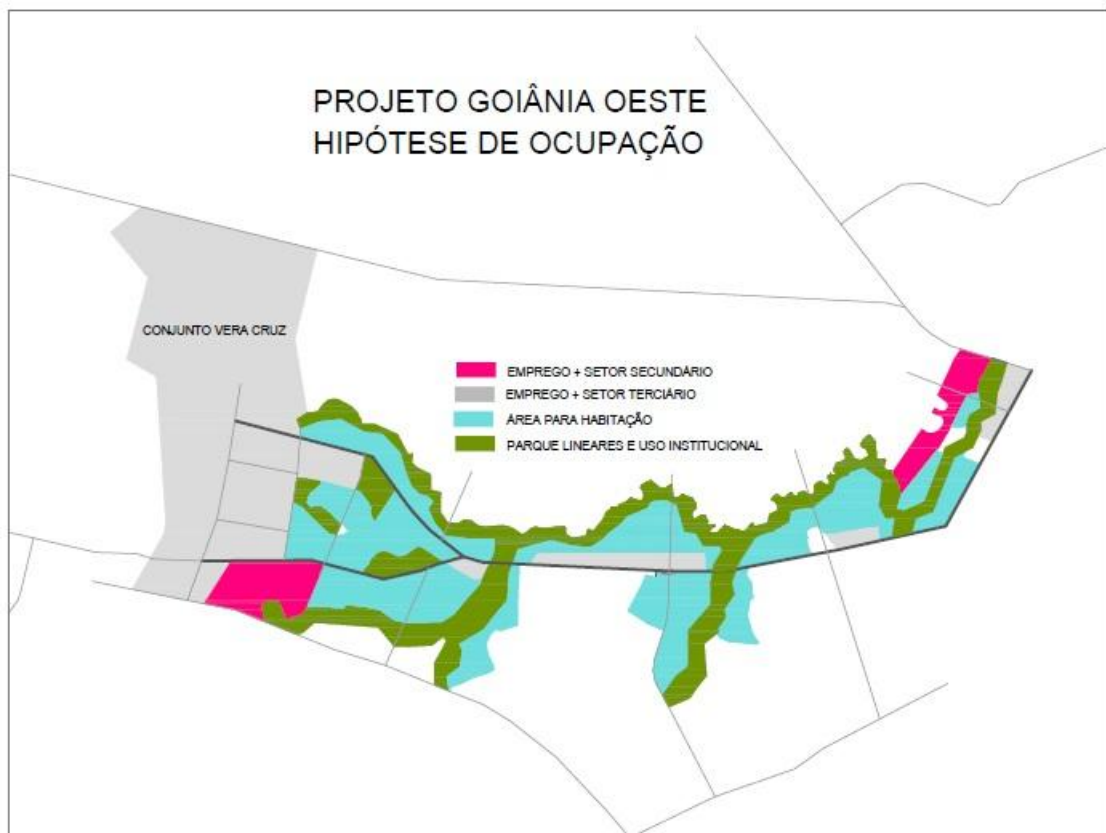 PROJETO GOIÂNIA OESTE
HIPÓTESE DE OCUPAÇÃO
CONJUNTO VERA CRUZ
EMPREGO + SETOR SECUNDÁRIO
EMPREGO + SETOR TERCIÁRIO
ÁREA PARA HABITAÇÃO
PARQUE LINEARES E USO INSTITUCIONAL